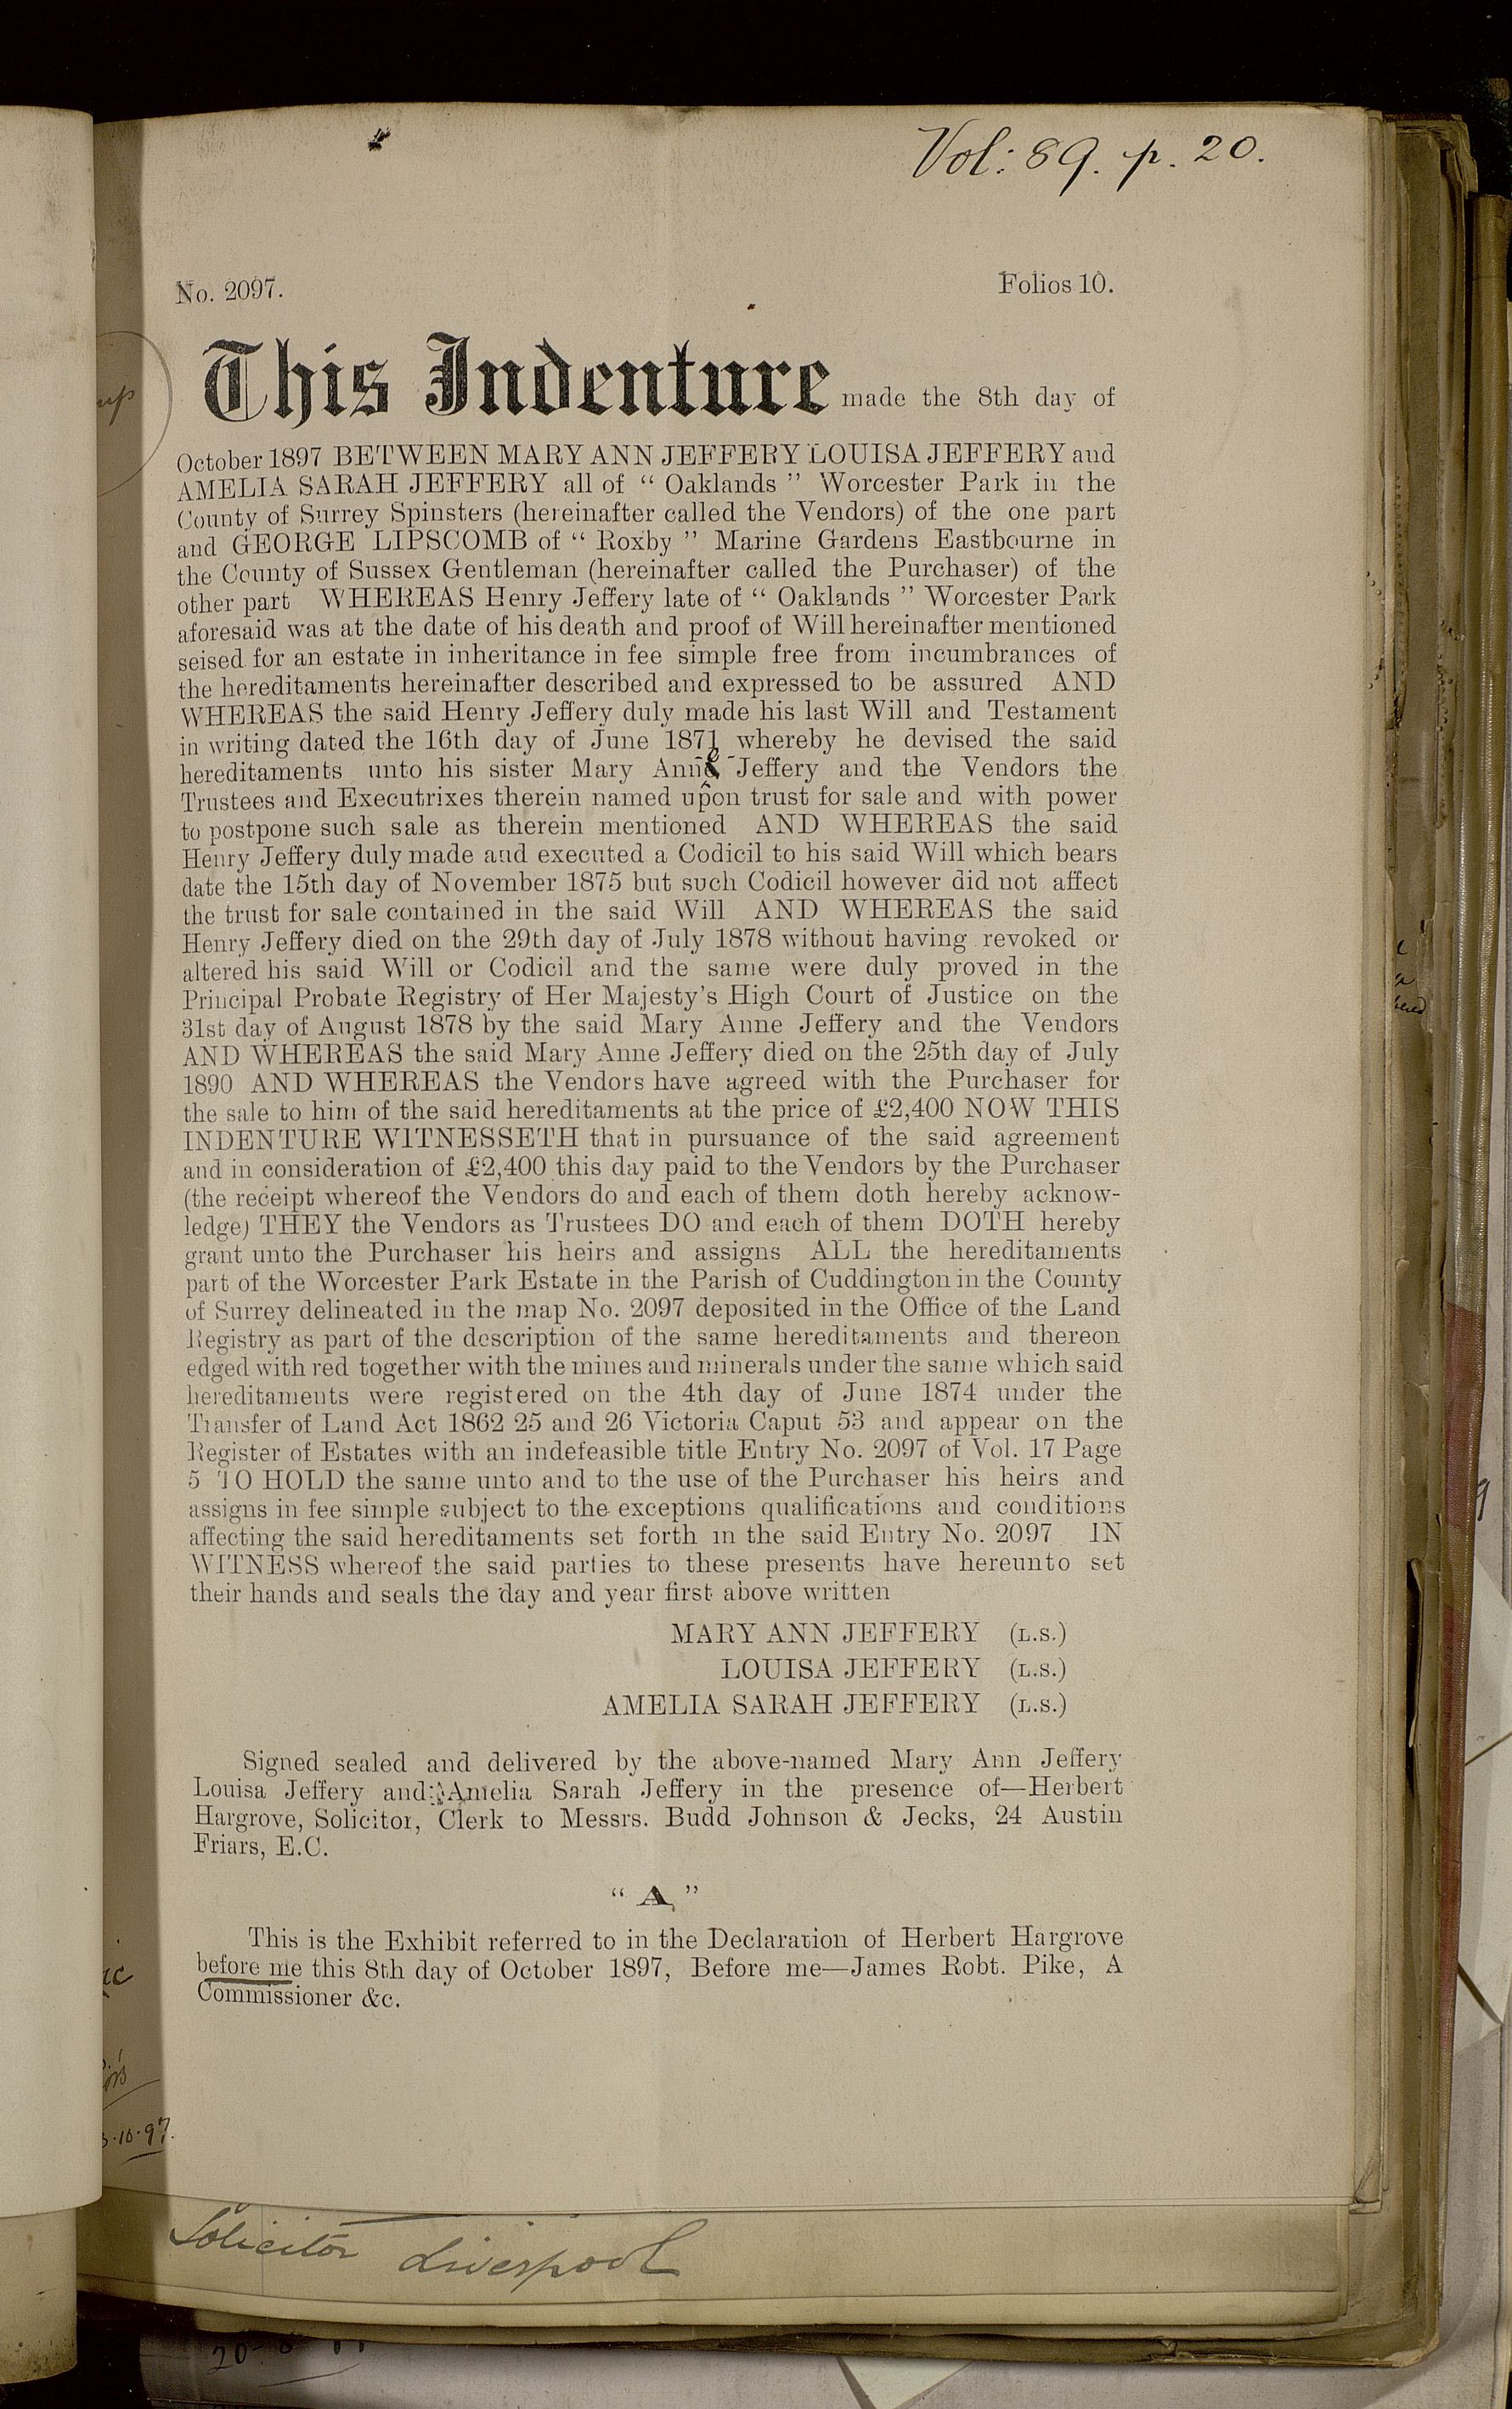 Vol: 89. p. 20.
No. 2097.
Folios 10.
This Indenture made the 8th day of
October 1897 BETWEEN MARY ANN JEFFERY LOUISA JEFFERY and
AMELIA SARAH JEFFERY all of “ Oaklands ” Worcester Park in the
County of Surrey Spinsters (hereinafter called the Vendors) of the one part
and GEORGE LIPSCOMB of “ Roxby ” Marine Gardens Eastbourne in
the County of Sussex Gentleman (hereinafter called the Purchaser) of the
other part WHEREAS Henry Jeffery late of “ Oaklands ” Worcester Park
aforesaid was at the date of his death and proof of Will hereinafter mentioned
seised for an estate in inheritance in fee simple free from incumbrances of
the hereditaments hereinafter described and expressed to be assured AND
WHEREAS the said Henry Jeffery duly made his last Will and Testament
in writing dated the 16th day of June 1871 whereby he devised the said
hereditaments unto his sister Mary Anne Jeffery and the Vendors the
Trustees and Executrixes therein named upon trust for sale and with power
to postpone such sale as therein mentioned AND WHEREAS the said
Henry Jeffery duly made and executed a Codicil to his said Will which bears
date the 15th day of November 1875 but such Codicil however did not affect
the trust for sale contained in the said Will AND WHEREAS the said
Henry Jeffery died on the 29th day of July 1878 without having revoked or
altered his said Will or Codicil and the same were duly proved in the
Principal Probate Registry of Her Majesty’s High Court of Justice on the
31st day of August 1878 by the said Mary Anne Jeffery and the Vendors
AND WHEREAS the said Mary Anne Jeffery died on the 25th day of July
1890 AND WHEREAS the Vendors have agreed with the Purchaser for
the sale to him of the said hereditaments at the price of £2,400 NOW THIS
INDENTURE WITNESSETH that in pursuance of the said agreement
and in consideration of £2,400 this day paid to the Vendors by the Purchaser
(the receipt whereof the Vendors do and each of them doth hereby acknow-
ledge) THEY the Vendors as Trustees DO and each of them DOTH hereby
grant unto the Purchaser his heirs and assigns ALL the hereditaments
part of the Worcester Park Estate in the Parish of Cuddington in the County
of Surrey delineated in the map No. 2097 deposited in the Office of the Land
Registry as part of the description of the same hereditaments and thereon
edged with red together with the mines and minerals under the same which said
hereditaments were registered on the 4th day of June 1874 under the
Transfer of Land Act 1862 25 and 26 Victoria Caput 53 and appear on the
Register of Estates with an indefeasible title Entry No. 2097 of Vol. 17 Page
5 TO HOLD the same unto and to the use of the Purchaser his heirs and
assigns in fee simple subject to the exceptions qualifications and conditions
affecting the said hereditaments set forth in the said Entry No. 2097 IN
WITNESS whereof the said parties to these presents have hereunto set
their hands and seals the day and year first above written
MARY ANN JEFFERY (L.S.)
LOUISA JEFFERY (L.S.)
AMELIA SARAH JEFFERY (L.S.)
Signed sealed and delivered by the above-named Mary Ann Jeffery
Louisa Jeffery and Amelia Sarah Jeffery in the presence of—Herbert
Hargrove, Solicitor, Clerk to Messrs. Budd Johnson & Jecks, 24 Austin
Friars, E.C.
“ A ”
This is the Exhibit referred to in the Declaration of Herbert Hargrove
before me this 8th day of October 1897, Before me—James Robt. Pike, A
Commissioner &c.
Solicitor Liverpool